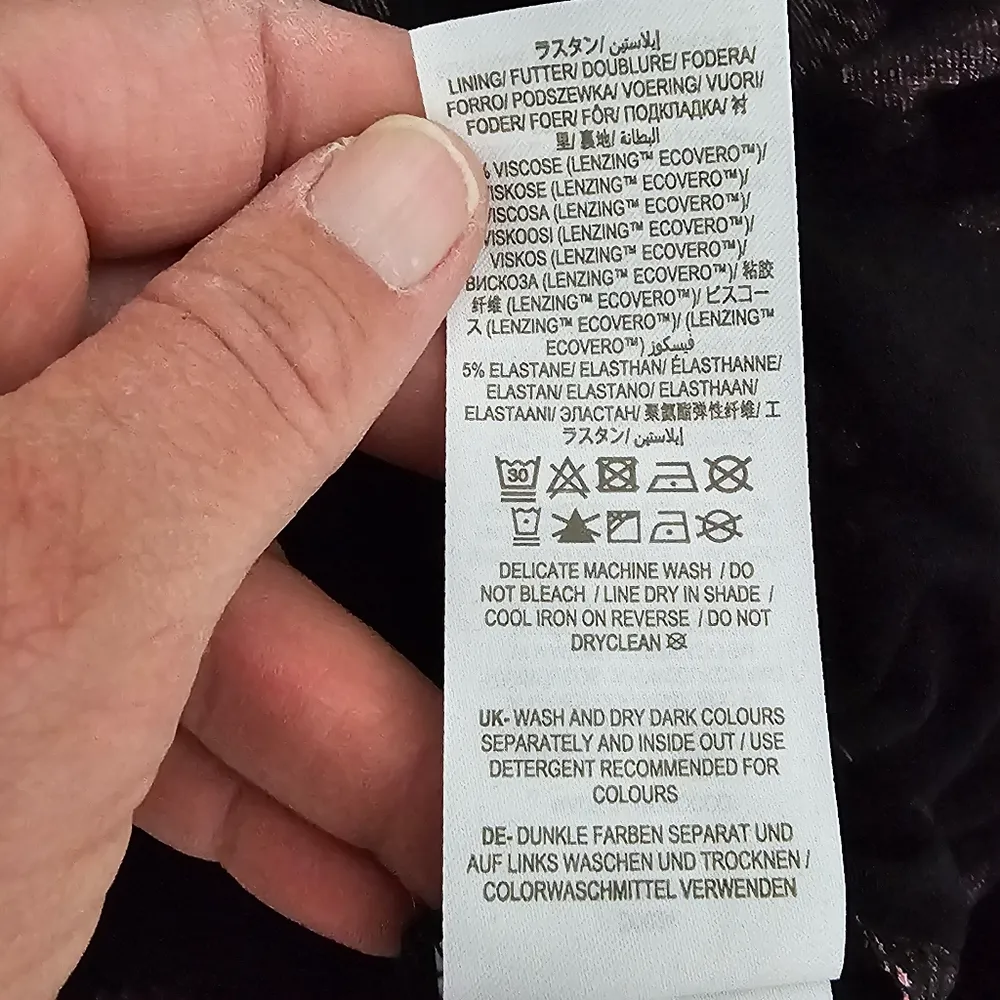 ラスタン/ إيلاستين
LINING/ FUTTER/ DOUBLURE/ FODERA/
FORRO/ PODSZEWKA/ VOERING/ VUORI/
FODER/ FOER/ FÔR/ ПОДКЛАДКА/ 衬
里/ 裏地/ البطانة
% VISCOSE (LENZING™ ECOVERO™)/
VISKOSE (LENZING™ ECOVERO™)/
VISCOSA (LENZING™ ECOVERO™)/
VISKOOSI (LENZING™ ECOVERO™)/
VISKOS (LENZING™ ECOVERO™)/
ВИСКОЗА (LENZING™ ECOVERO™)/ 粘胶
纤维 (LENZING™ ECOVERO™)/ ビスコー
ス (LENZING™ ECOVERO™)/ (LENZING™
ECOVERO™) فيسكوز
5% ELASTANE/ ELASTHAN/ ÉLASTHANNE/
ELASTAN/ ELASTANO/ ELASTHAAN/
ELASTAANI/ ЭЛАСТАН/ 聚氨酯弹性纤维/ エ
ラスタン/ إيلاستين
30
DELICATE MACHINE WASH / DO
NOT BLEACH / LINE DRY IN SHADE /
COOL IRON ON REVERSE / DO NOT
DRYCLEAN
UK- WASH AND DRY DARK COLOURS
SEPARATELY AND INSIDE OUT / USE
DETERGENT RECOMMENDED FOR
COLOURS
DE- DUNKLE FARBEN SEPARAT UND
AUF LINKS WASCHEN UND TROCKNEN /
COLORWASCHMITTEL VERWENDEN